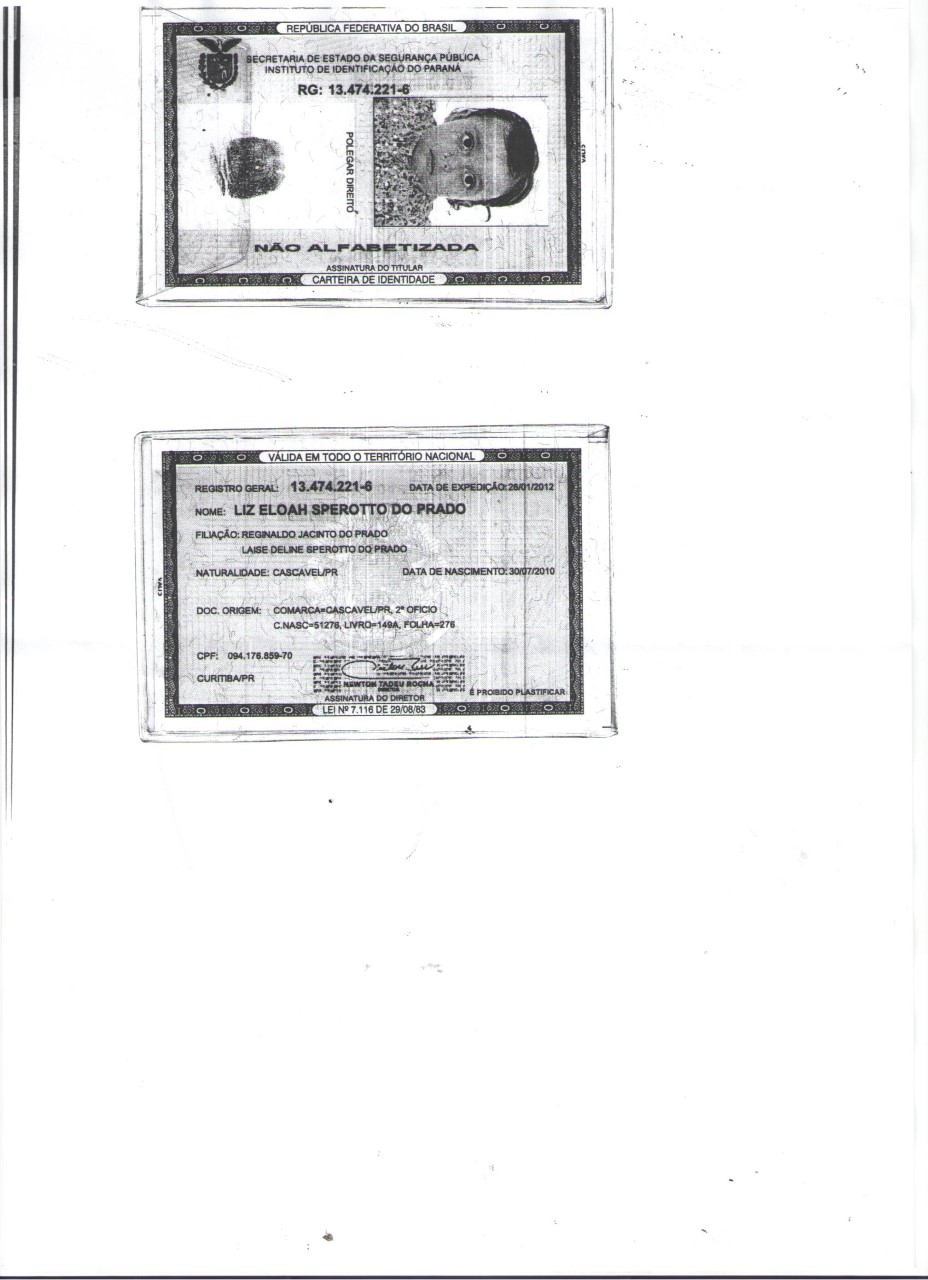 REPÚBLICA FEDERATIVA DO BRASIL
SECRETARIA DE ESTADO DA SEGURANÇA PÚBLICA
INSTITUTO DE IDENTIFICAÇÃO DO PARANÁ
RG: 13.474.221-6
POLEGAR DIREITO
NÃO ALFABETIZADA
ASSINATURA DO TITULAR
CARTEIRA DE IDENTIDADE
VÁLIDA EM TODO O TERRITÓRIO NACIONAL
REGISTRO GERAL: 13.474.221-6 DATA DE EXPEDIÇÃO: 26/01/2012
NOME: LIZ ELOAH SPEROTTO DO PRADO
FILIAÇÃO: REGINALDO JACINTO DO PRADO
LAISE DELINE SPEROTTO DO PRADO
NATURALIDADE: CASCAVEL/PR DATA DE NASCIMENTO: 30/07/2010
DOC. ORIGEM: COMARCA=CASCAVEL/PR, 2º OFICIO
C.NASC=51276, LIVRO=149A, FOLHA=276
CPF: 094.176.859-70
CURITIBA/PR
NEWTON TADEU ROCHA
DIRETOR
ASSINATURA DO DIRETOR
É PROIBIDO PLASTIFICAR
LEI Nº 7.116 DE 29/08/83